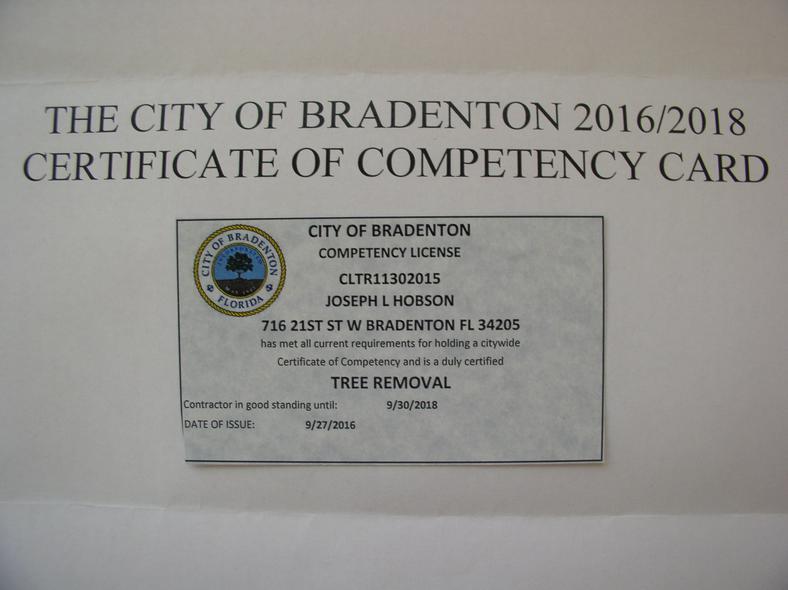 THE CITY OF BRADENTON 2016/2018
CERTIFICATE OF COMPETENCY CARD
CITY OF BRADENTON
FLORIDA
INCORPORATED
CITY OF BRADENTON
COMPETENCY LICENSE
CLTR11302015
JOSEPH L HOBSON
716 21ST ST W BRADENTON FL 34205
has met all current requirements for holding a citywide
Certificate of Competency and is a duly certified
TREE REMOVAL
Contractor in good standing until: 9/30/2018
DATE OF ISSUE: 9/27/2016